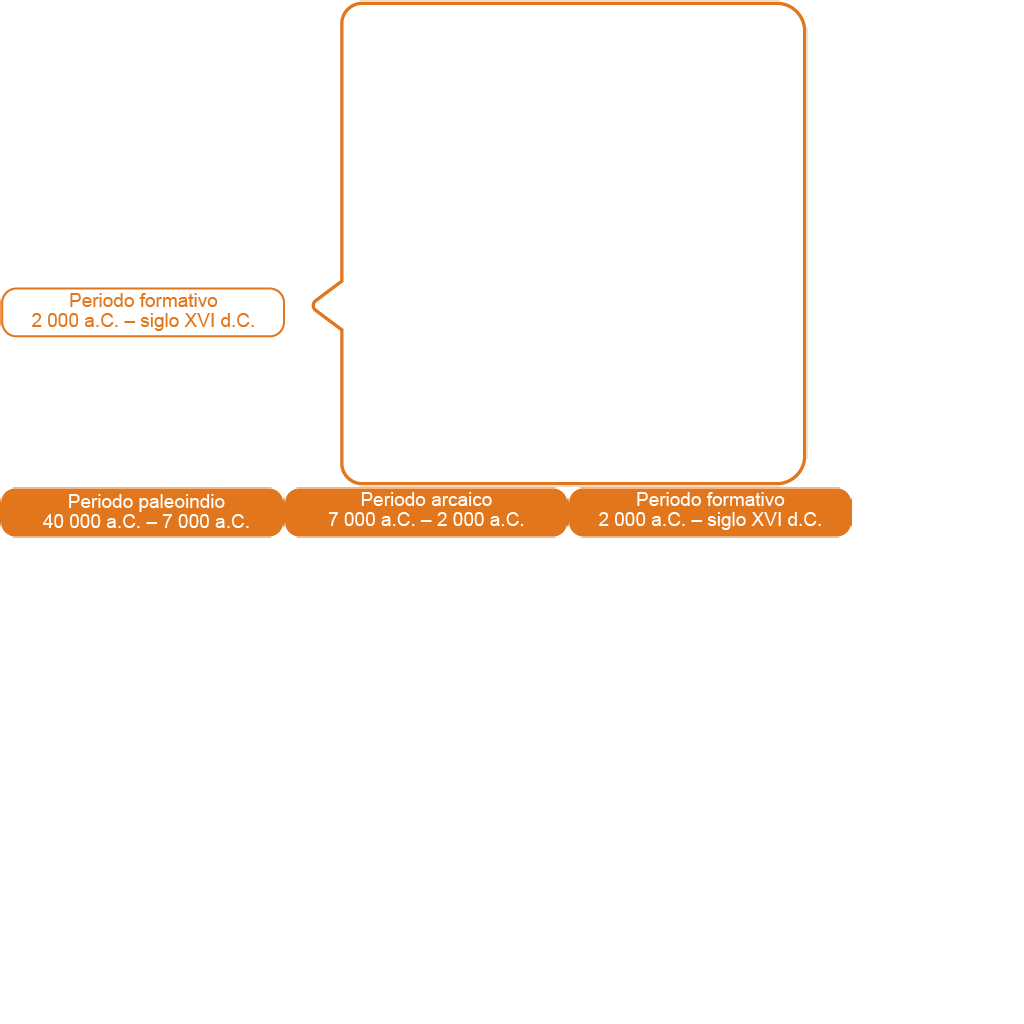 Periodo formativo
2 000 a.C. – siglo XVI d.C.
Periodo paleoindio
40 000 a.C. – 7 000 a.C.
Periodo arcaico
7 000 a.C. – 2 000 a.C.
Periodo formativo
2 000 a.C. – siglo XVI d.C.